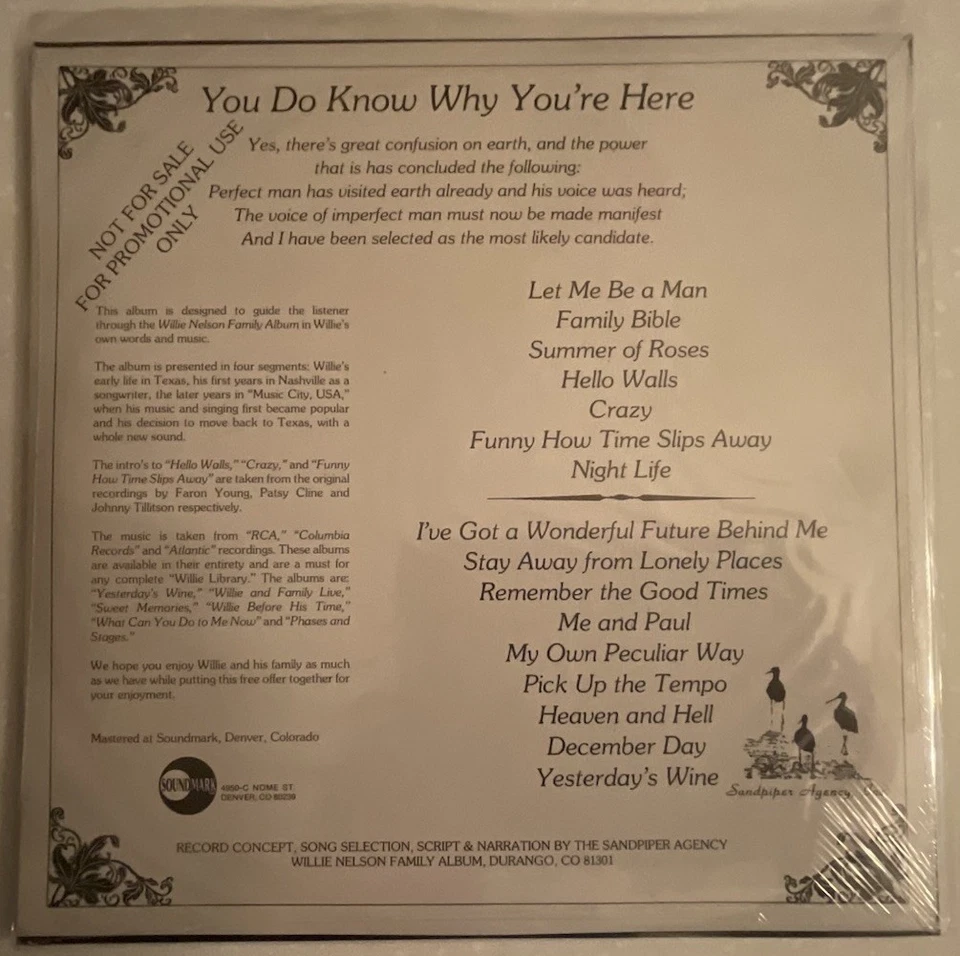 You Do Know Why You're Here
Yes, there's great confusion on earth, and the power
that is has concluded the following:
Perfect man has visited earth already and his voice was heard;
The voice of imperfect man must now be made manifest
And I have been selected as the most likely candidate.
NOT FOR SALE
FOR PROMOTIONAL USE
ONLY
This album is designed to guide the listener
through the Willie Nelson Family Album in Willie's
own words and music.
The album is presented in four segments: Willie's
early life in Texas, his first years in Nashville as a
songwriter, the later years in "Music City, USA,"
when his music and singing first became popular
and his decision to move back to Texas, with a
whole new sound.
The intro's to "Hello Walls," "Crazy," and "Funny
How Time Slips Away" are taken from the original
recordings by Faron Young, Patsy Cline and
Johnny Tillitson respectively.
The music is taken from "RCA," "Columbia
Records" and "Atlantic" recordings. These albums
are available in their entirety and are a must for
any complete "Willie Library." The albums are:
"Yesterday's Wine," "Willie and Family Live,"
"Sweet Memories," "Willie Before His Time,"
"What Can You Do to Me Now" and "Phases and
Stages."
We hope you enjoy Willie and his family as much
as we have while putting this free offer together for
your enjoyment.
Mastered at Soundmark, Denver, Colorado
SOUNDMARK
4950-C NOME ST.
DENVER, CO 80239
Let Me Be a Man
Family Bible
Summer of Roses
Hello Walls
Crazy
Funny How Time Slips Away
Night Life
I've Got a Wonderful Future Behind Me
Stay Away from Lonely Places
Remember the Good Times
Me and Paul
My Own Peculiar Way
Pick Up the Tempo
Heaven and Hell
December Day
Yesterday's Wine
Sandpiper Agency
RECORD CONCEPT, SONG SELECTION, SCRIPT & NARRATION BY THE SANDPIPER AGENCY
WILLIE NELSON FAMILY ALBUM, DURANGO, CO 81301